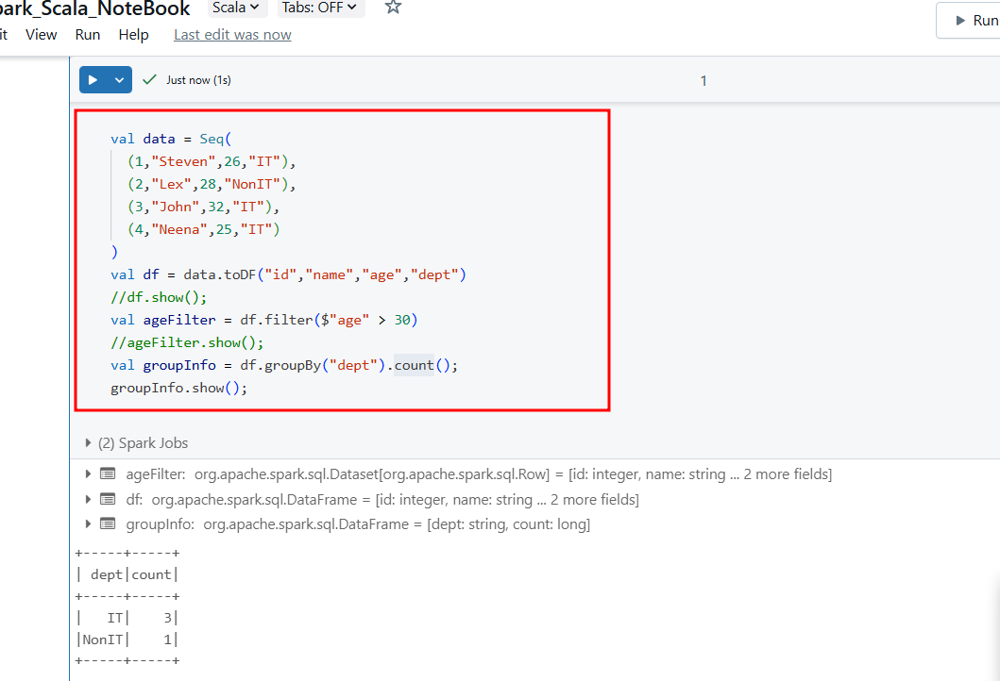 ark_Scala_NoteBook Scala Tabs: OFF
it View Run Help Last edit was now Run
Just now (1s) 1
val data = Seq(
(1,"Steven",26,"IT"),
(2,"Lex",28,"NonIT"),
(3,"John",32,"IT"),
(4,"Neena",25,"IT")
)
val df = data.toDF("id","name","age","dept")
//df.show();
val ageFilter = df.filter($"age" > 30)
//ageFilter.show();
val groupInfo = df.groupBy("dept").count();
groupInfo.show();
(2) Spark Jobs
ageFilter: org.apache.spark.sql.Dataset[org.apache.spark.sql.Row] = [id: integer, name: string ... 2 more fields]
df: org.apache.spark.sql.DataFrame = [id: integer, name: string ... 2 more fields]
groupInfo: org.apache.spark.sql.DataFrame = [dept: string, count: long]
+-----+-----+
| dept|count|
+-----+-----+
|   IT|    3|
|NonIT|    1|
+-----+-----+